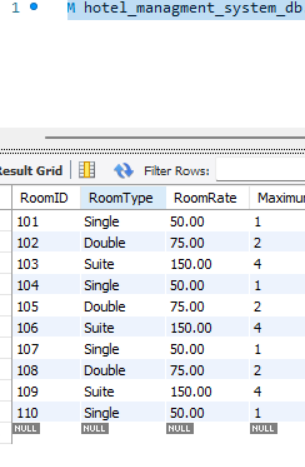 1 M hotel_managment_system_db
Result Grid Filter Rows:
RoomID RoomType RoomRate Maximu
101 Single 50.00 1
102 Double 75.00 2
103 Suite 150.00 4
104 Single 50.00 1
105 Double 75.00 2
106 Suite 150.00 4
107 Single 50.00 1
108 Double 75.00 2
109 Suite 150.00 4
110 Single 50.00 1
NULL NULL NULL NULL